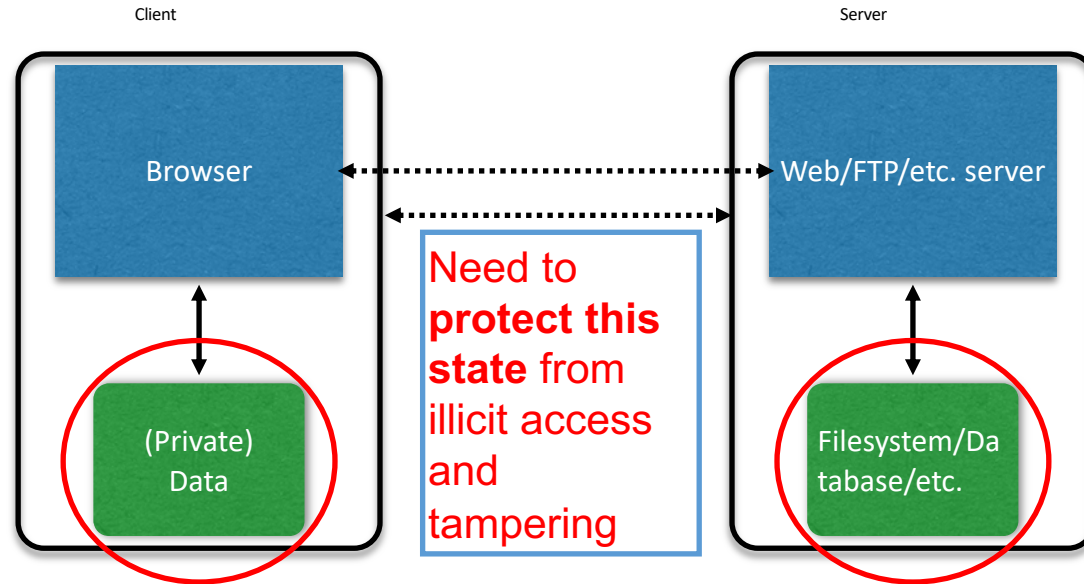 Client
Server
Browser
Web/FTP/etc. server
Need to
protect this
state from
illicit access
and
tampering
(Private)
Data
Filesystem/Da
tabase/etc.